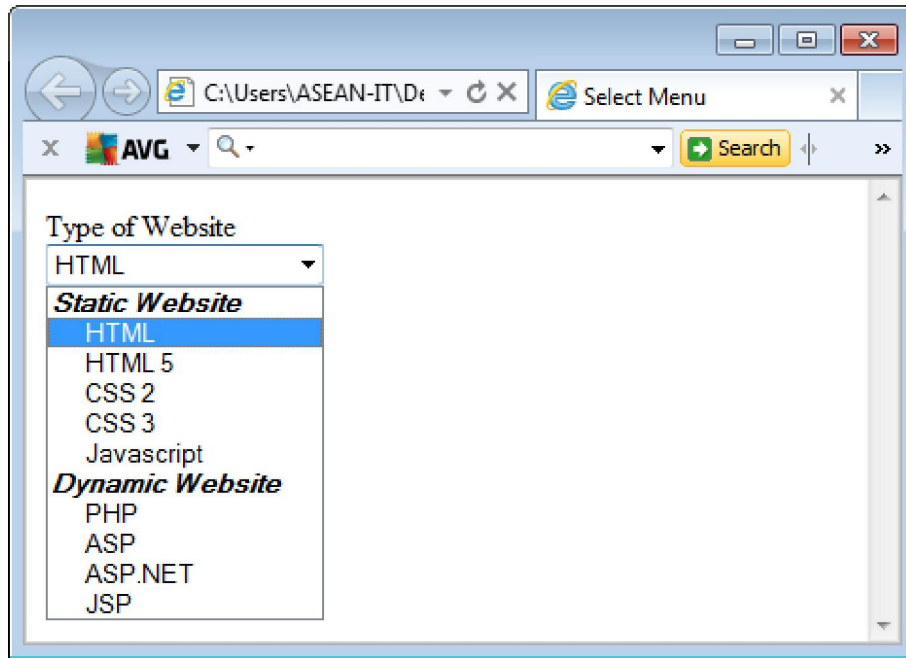 C:\Users\ASEAN-IT\De
Select Menu
AVG
Search
Type of Website
HTML
Static Website
HTML
HTML 5
CSS 2
CSS 3
Javascript
Dynamic Website
PHP
ASP
ASP.NET
JSP